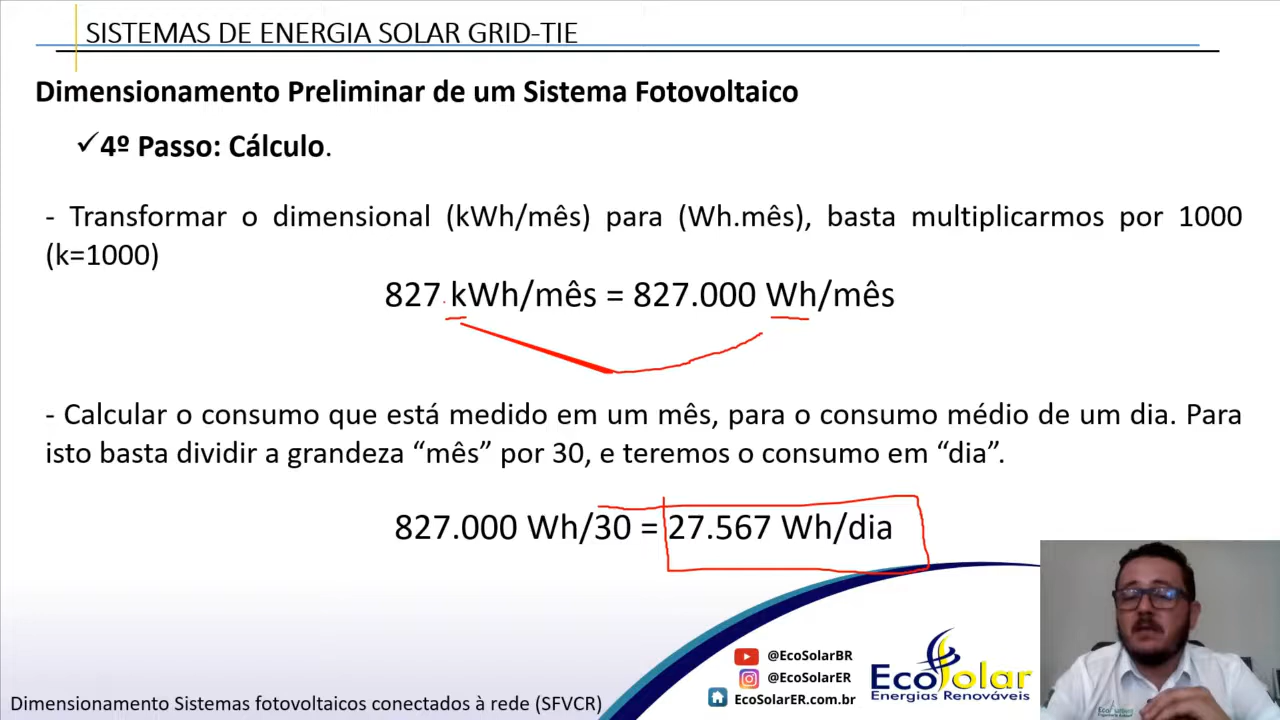 SISTEMAS DE ENERGIA SOLAR GRID-TIE
Dimensionamento Preliminar de um Sistema Fotovoltaico
✓4º Passo: Cálculo.
- Transformar o dimensional (kWh/mês) para (Wh.mês), basta multiplicarmos por 1000
(k=1000)
827 kWh/mês = 827.000 Wh/mês
- Calcular o consumo que está medido em um mês, para o consumo médio de um dia. Para
isto basta dividir a grandeza “mês” por 30, e teremos o consumo em “dia”.
827.000 Wh/30 = 27.567 Wh/dia
@EcoSolarBR
@EcoSolarER
EcoSolarER.com.br
EcoSolar
Energias Renováveis
Dimensionamento Sistemas fotovoltaicos conectados à rede (SFVCR)